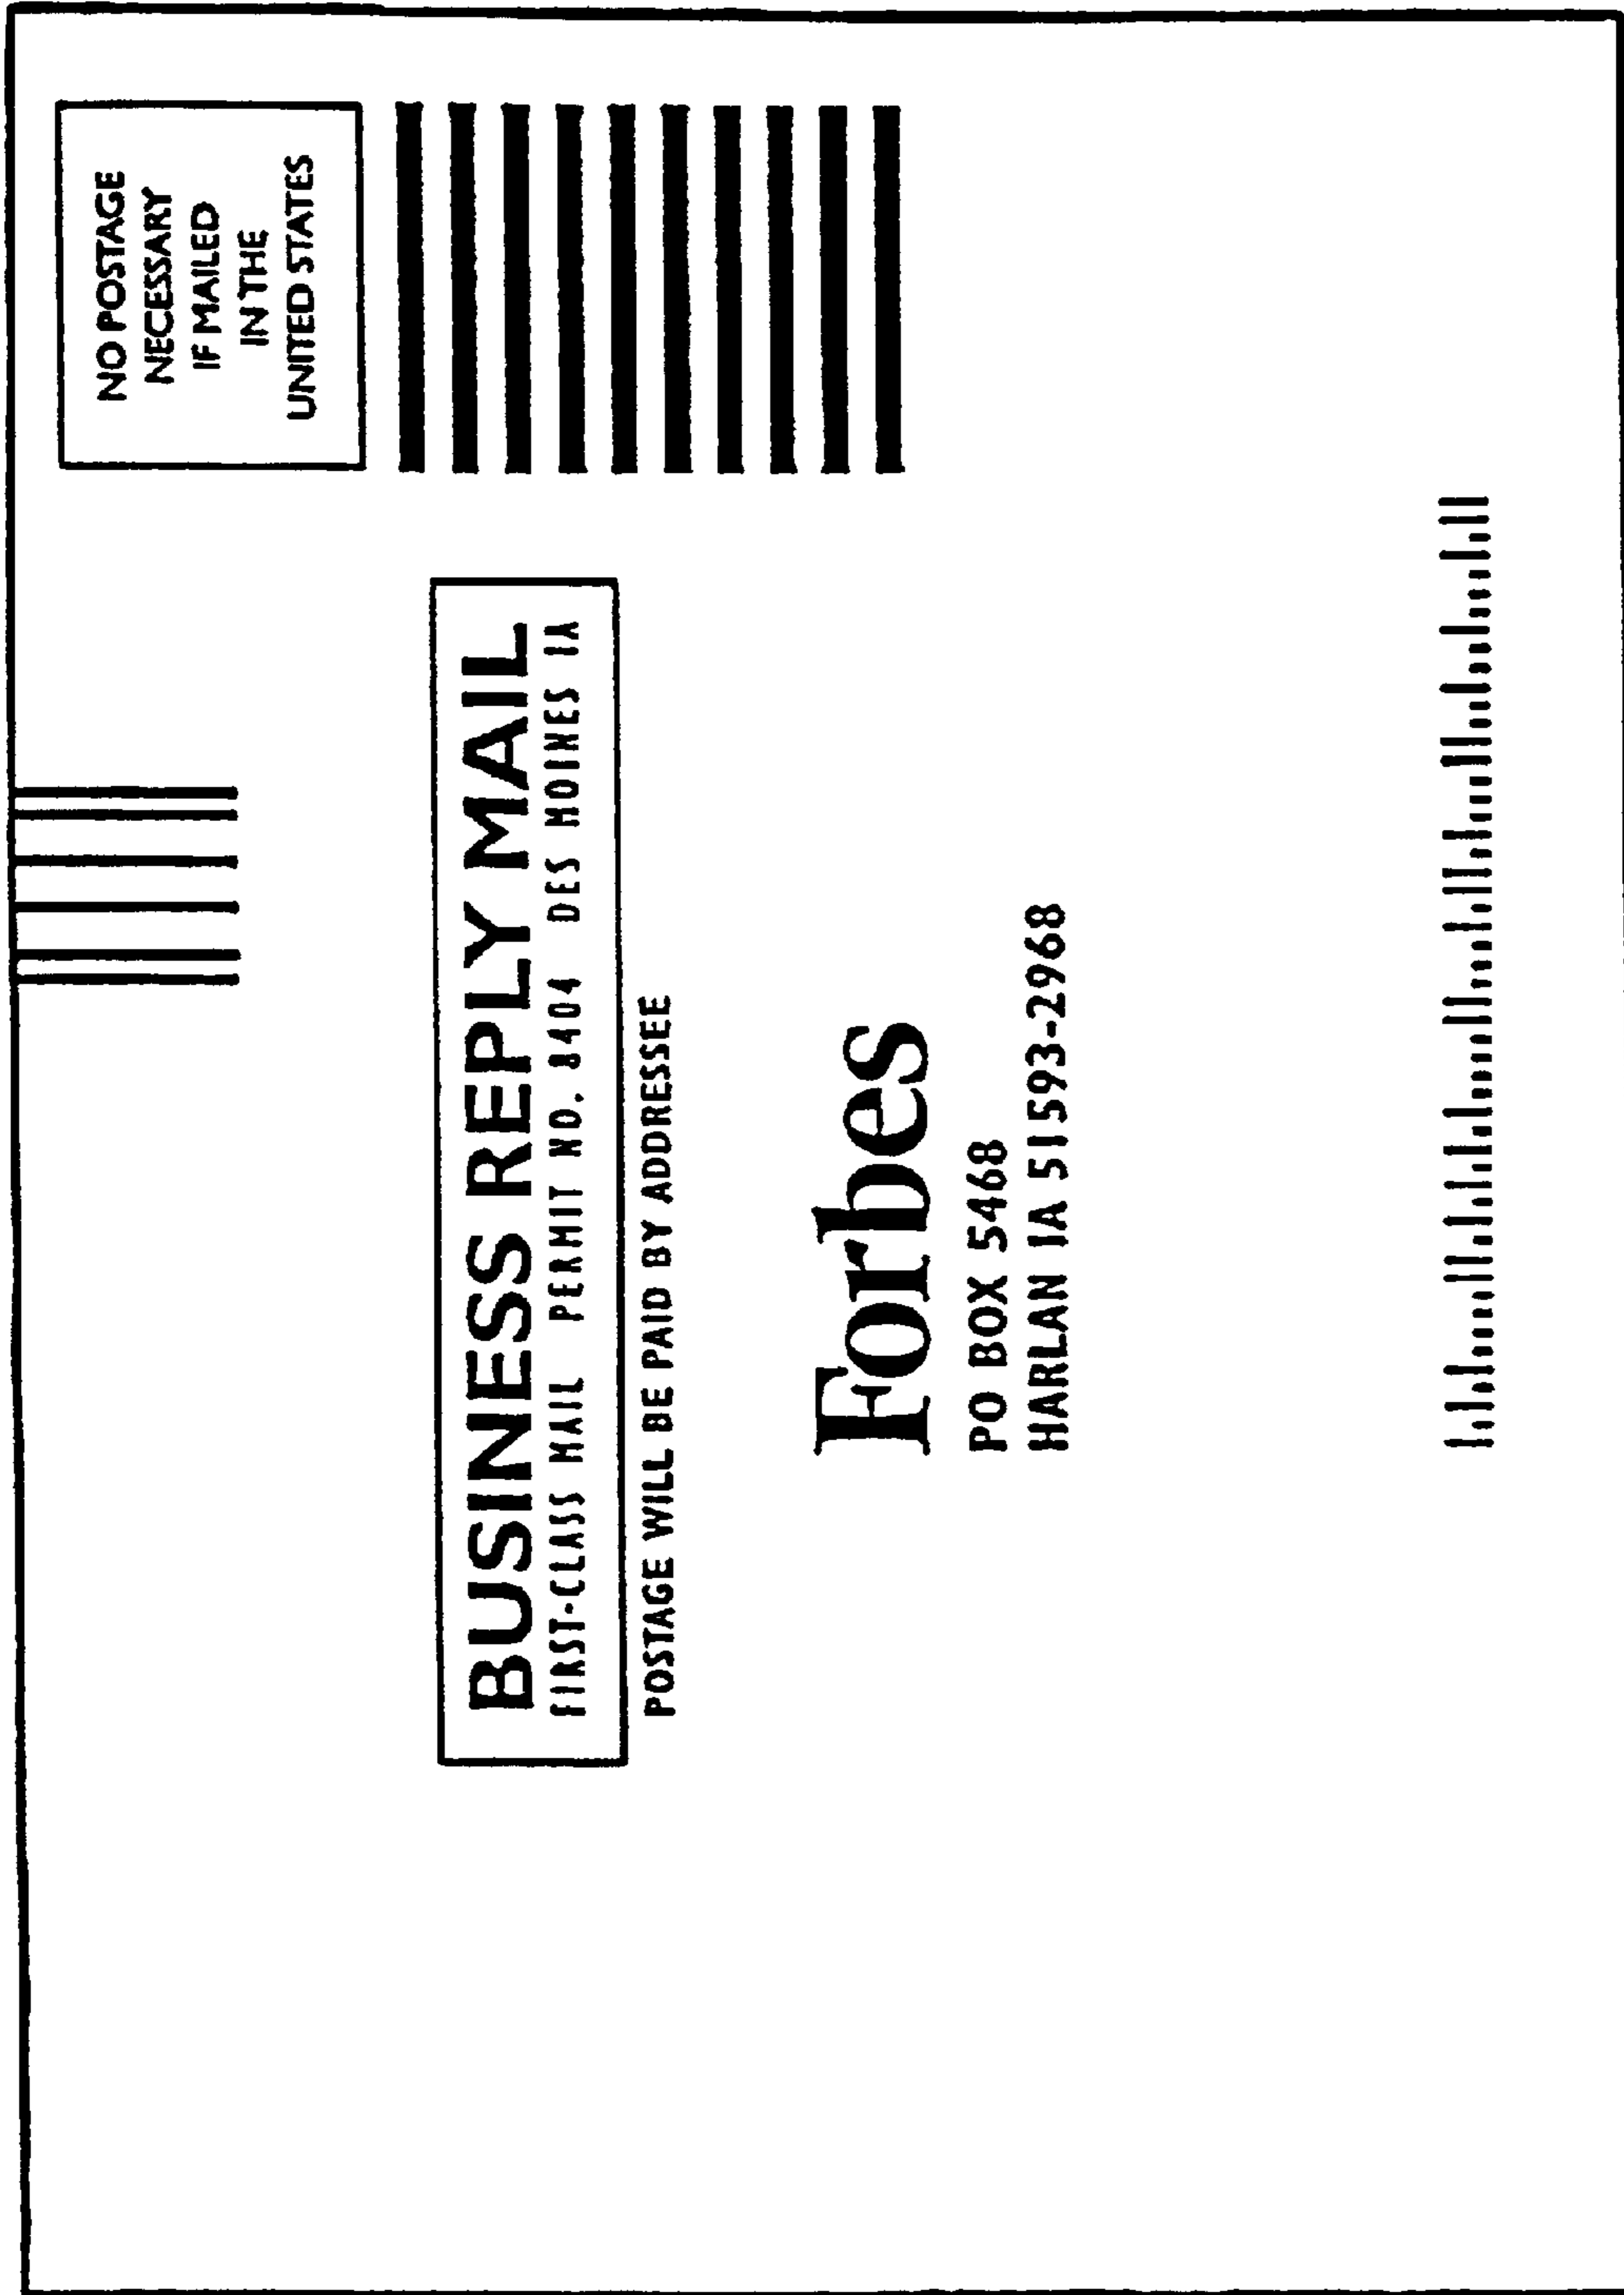 NO POSTAGE
NECESSARY
IF MAILED
IN THE
UNITED STATES
BUSINESS REPLY MAIL
FIRST-CLASS MAIL PERMIT NO. 8404 DES MOINES IA
POSTAGE WILL BE PAID BY ADDRESSEE
Forbes
PO BOX 5468
HARLAN IA 51593-2968